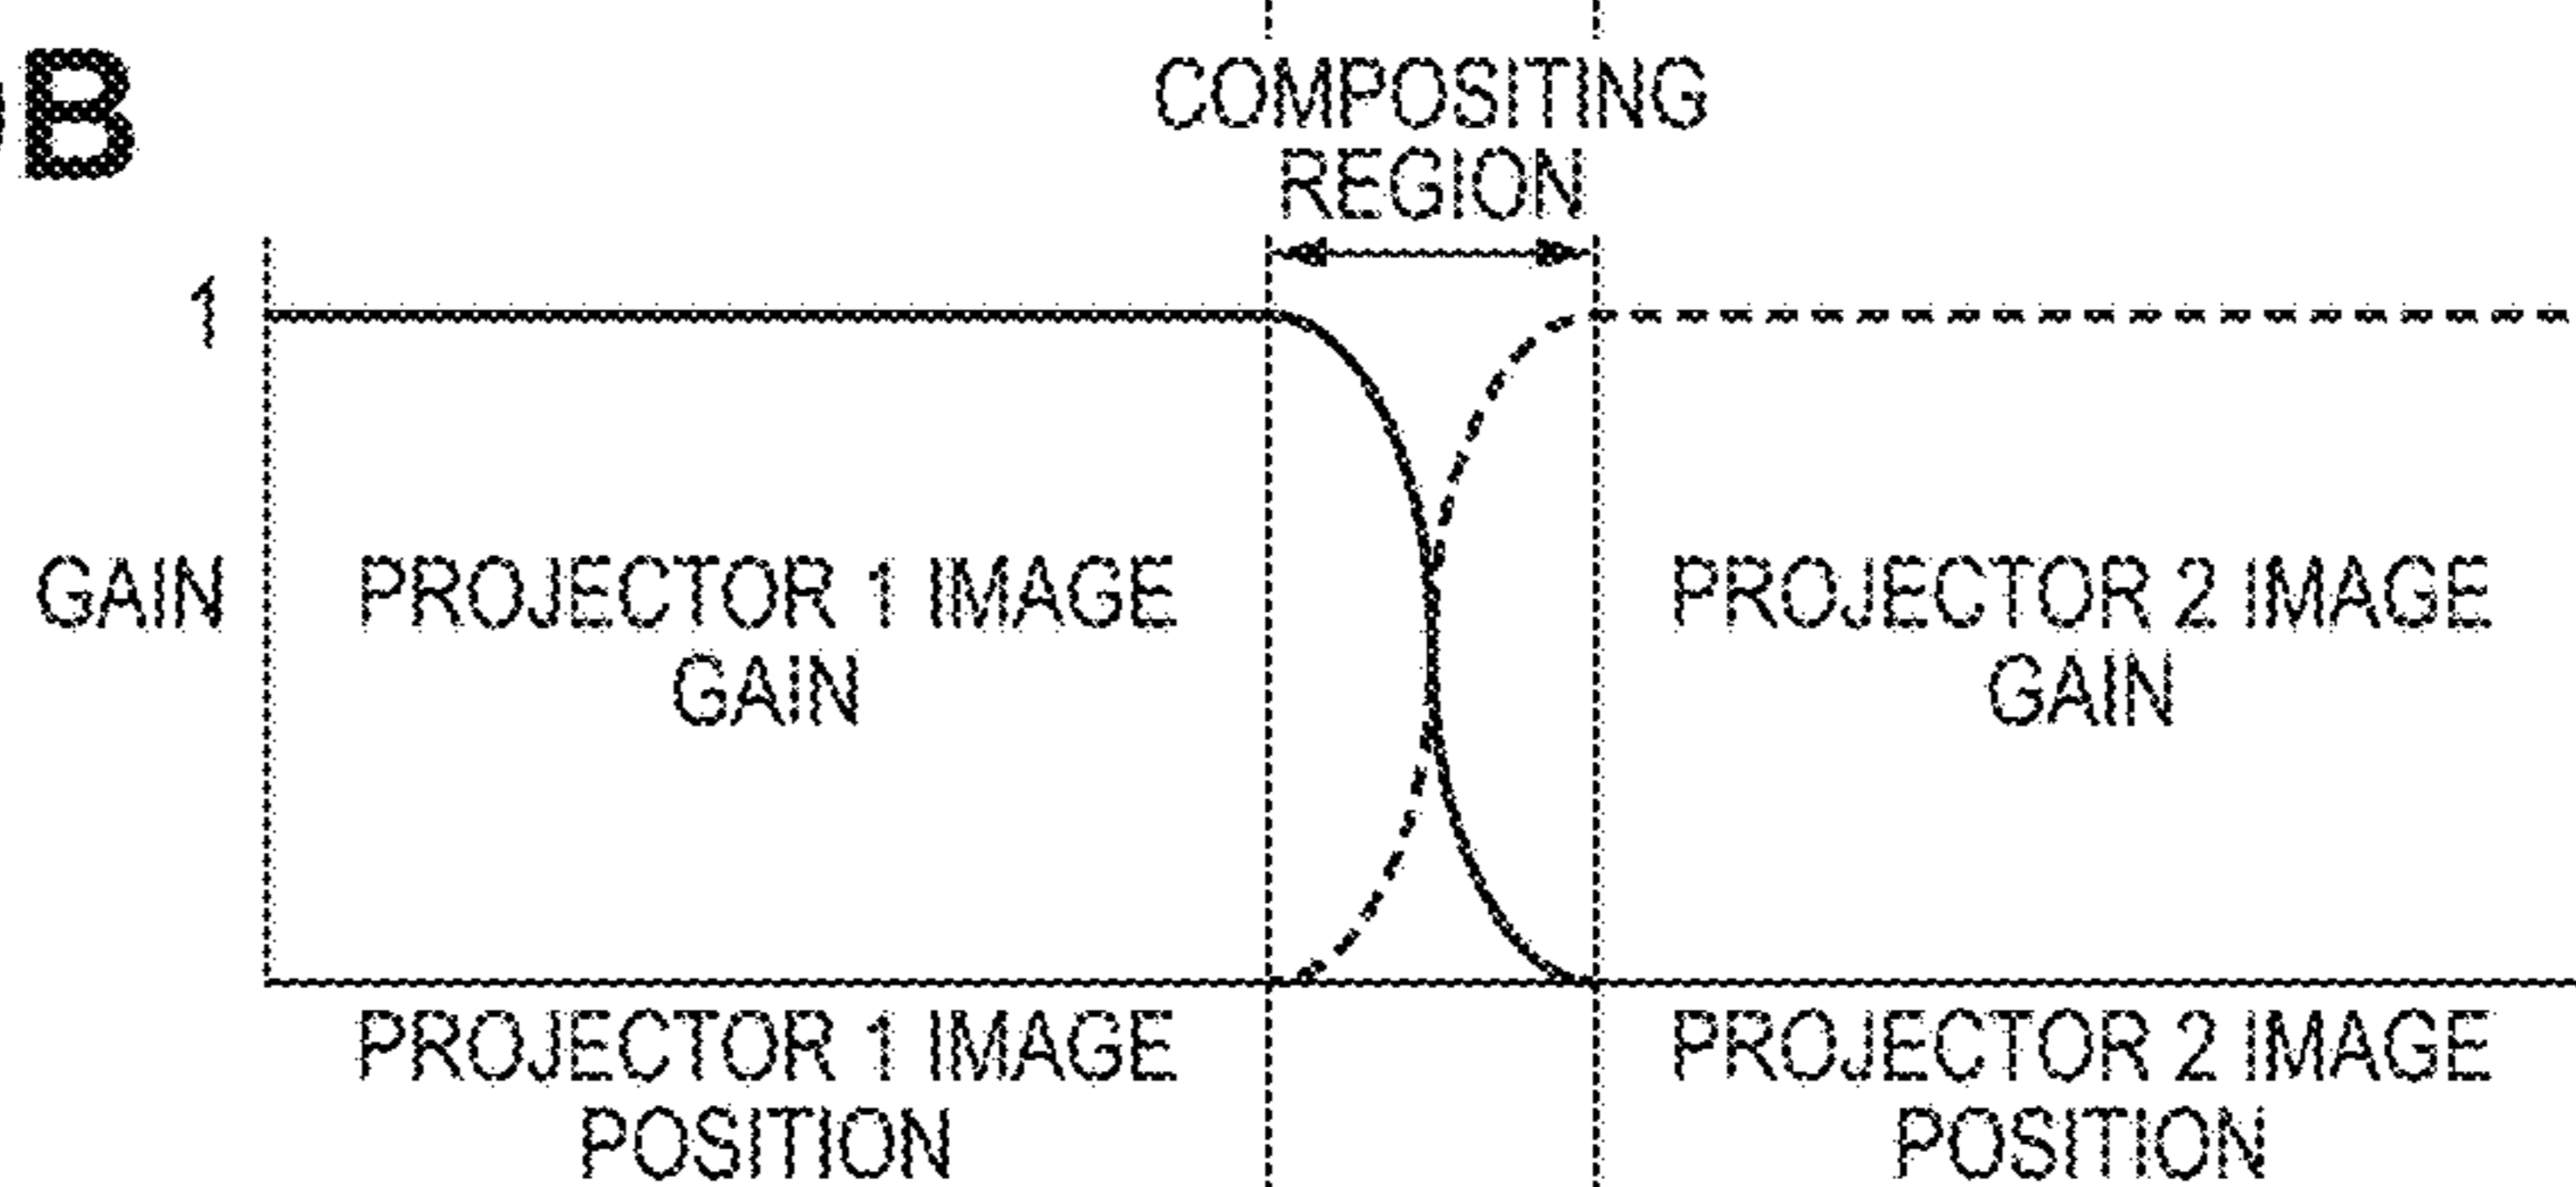 B
COMPOSITING
REGION
1
GAIN
PROJECTOR 1 IMAGE
GAIN
PROJECTOR 2 IMAGE
GAIN
PROJECTOR 1 IMAGE
POSITION
PROJECTOR 2 IMAGE
POSITION